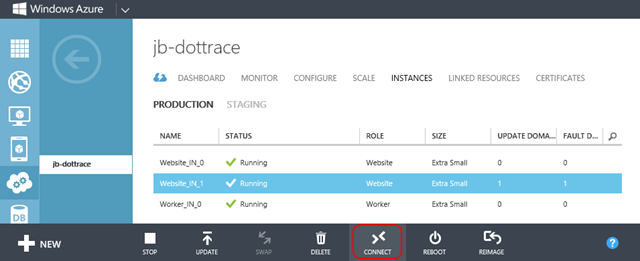 Windows Azure
jb-dottrace
DASHBOARD MONITOR CONFIGURE SCALE INSTANCES LINKED RESOURCES CERTIFICATES
PRODUCTION STAGING
NAME STATUS ROLE SIZE UPDATE DOMA... FAULT D...
jb-dottrace
Website_IN_0 Running Website Extra Small 0 0
Website_IN_1 Running Website Extra Small 1 1
Worker_IN_0 Running Worker Extra Small 0 0
DB
NEW STOP UPDATE SWAP DELETE CONNECT REBOOT REIMAGE ?